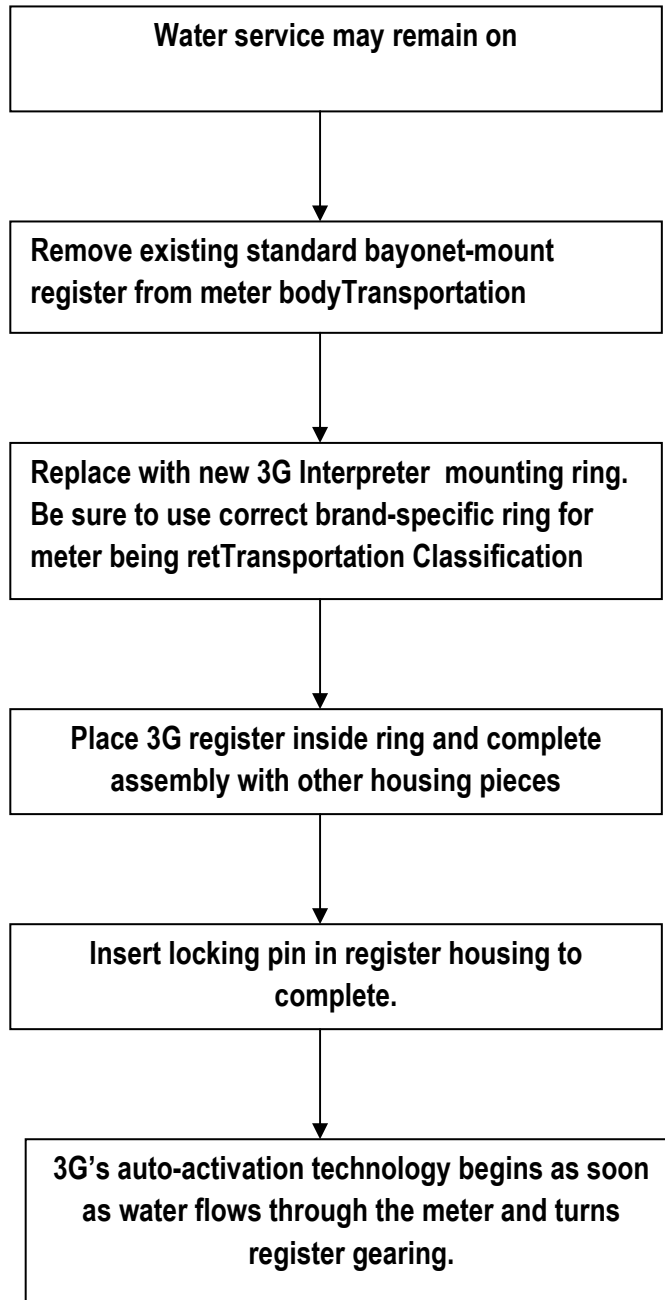 Water service may remain on
Remove existing standard bayonet-mount
register from meter bodyTransportation
Replace with new 3G Interpreter  mounting ring.
Be sure to use correct brand-specific ring for
meter being retTransportation Classification
Place 3G register inside ring and complete
assembly with other housing pieces
Insert locking pin in register housing to
complete.
3G’s auto-activation technology begins as soon
as water flows through the meter and turns
register gearing.